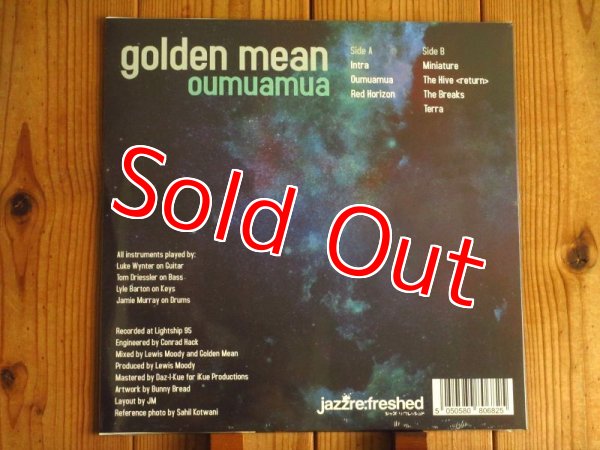 golden mean
oumuamua
Side A
Intra
Oumuamua
Red Horizon
Side B
Miniature
The Hive <return>
The Breaks
Terra
Sold Out
All instruments played by:
Luke Wynter on Guitar
Tom Driessler on Bass
Lyle Barton on Keys
Jamie Murray on Drums
Recorded at Lightship 95
Engineered by Conrad Hack
Mixed by Lewis Moody and Golden Mean
Produced by Lewis Moody
Mastered by Daz-I-Kue for iKue Productions
Artwork by Bunny Bread
Layout by JM
Reference photo by Sahil Kotwani
jazzre:freshed
5 050580 806825